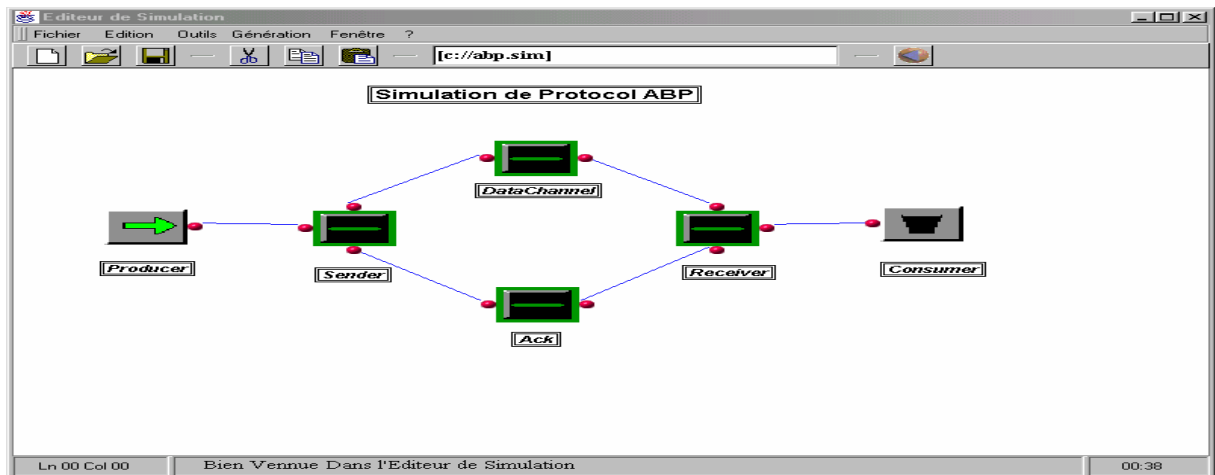 Editeur de Simulation
Fichier Edition Outils Génération Fenêtre ?
[c://abp.sim]
Simulation de Protocol ABP
DataChannel
Producer
Sender
Receiver
Consumer
Ack
Ln 00 Col 00 Bien Vennue Dans l'Editeur de Simulation 00:38